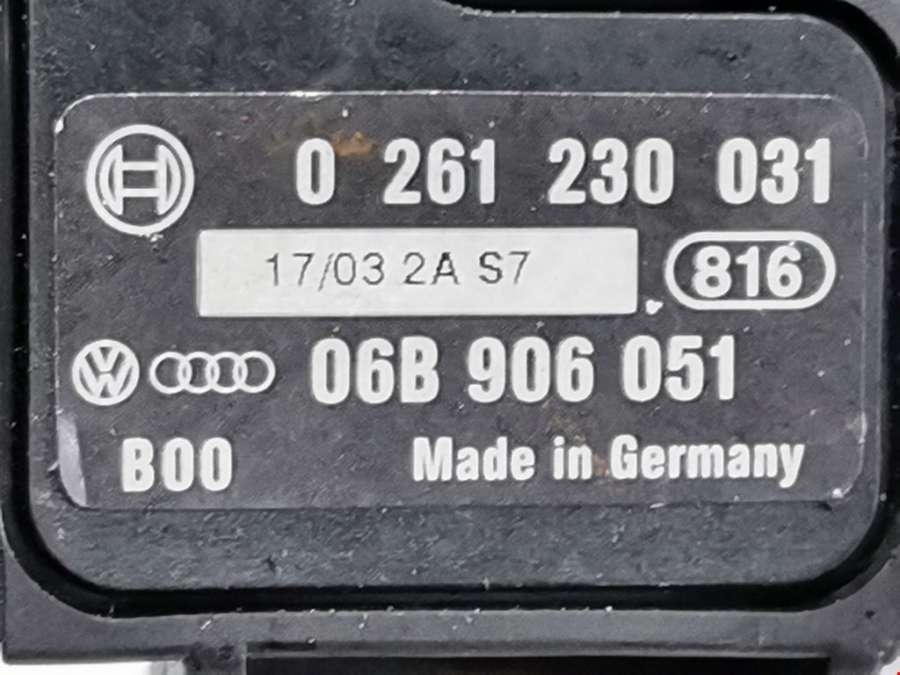 0 261 230 031
17/03 2A S7
816
06B 906 051
B00 Made in Germany